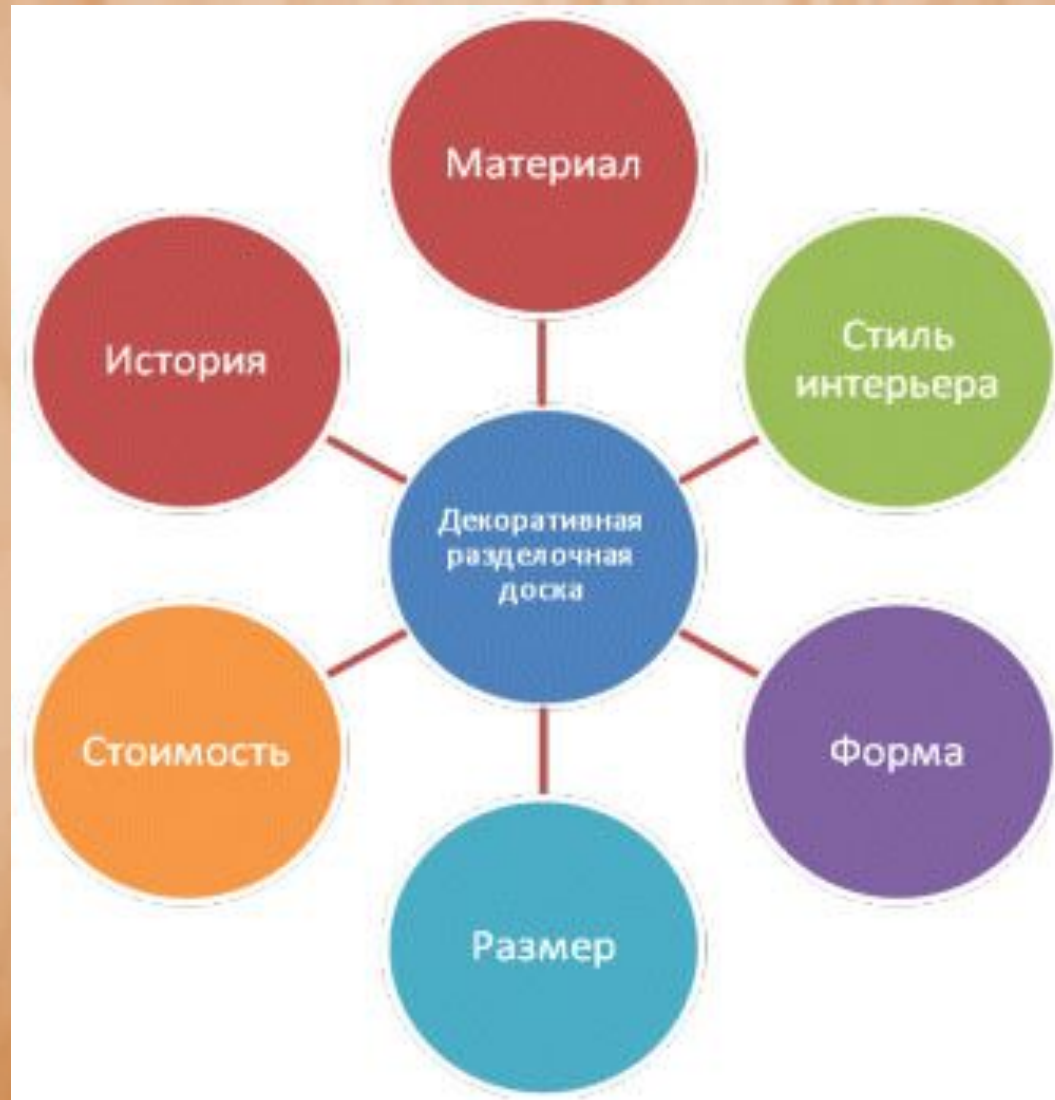 Материал
Стиль
интерьера
История
Декоративная
разделочная
доска
Стоимость
Форма
Размер